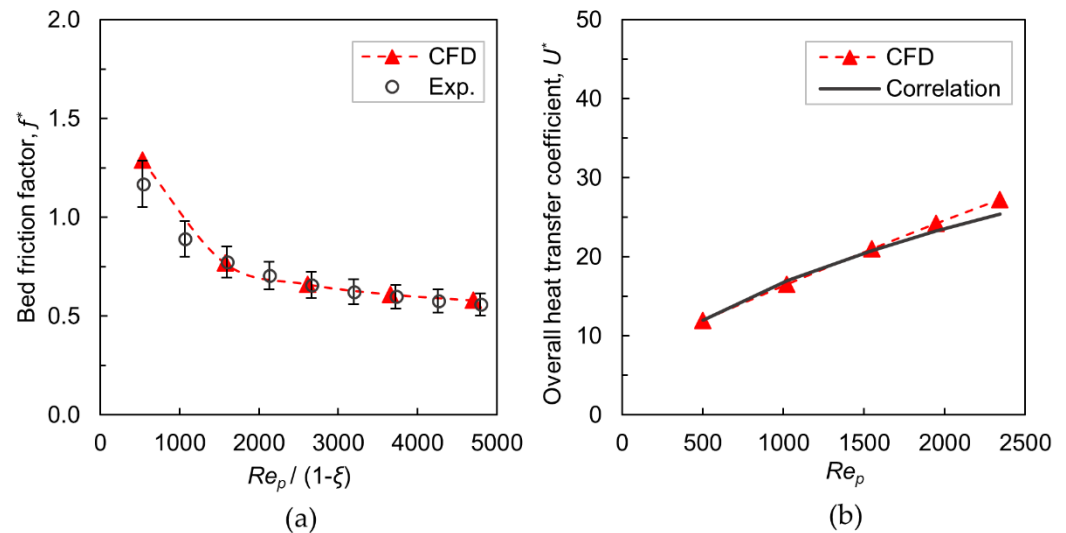 2.0
1.5
1.0
0.5
0.0
Bed friction factor, f*
CFD
Exp.
0 1000 2000 3000 4000 5000
Re_p / (1-ξ)
(a)
50
40
30
20
10
0
Overall heat transfer coefficient, U*
CFD
Correlation
0 500 1000 1500 2000 2500
Re_p
(b)